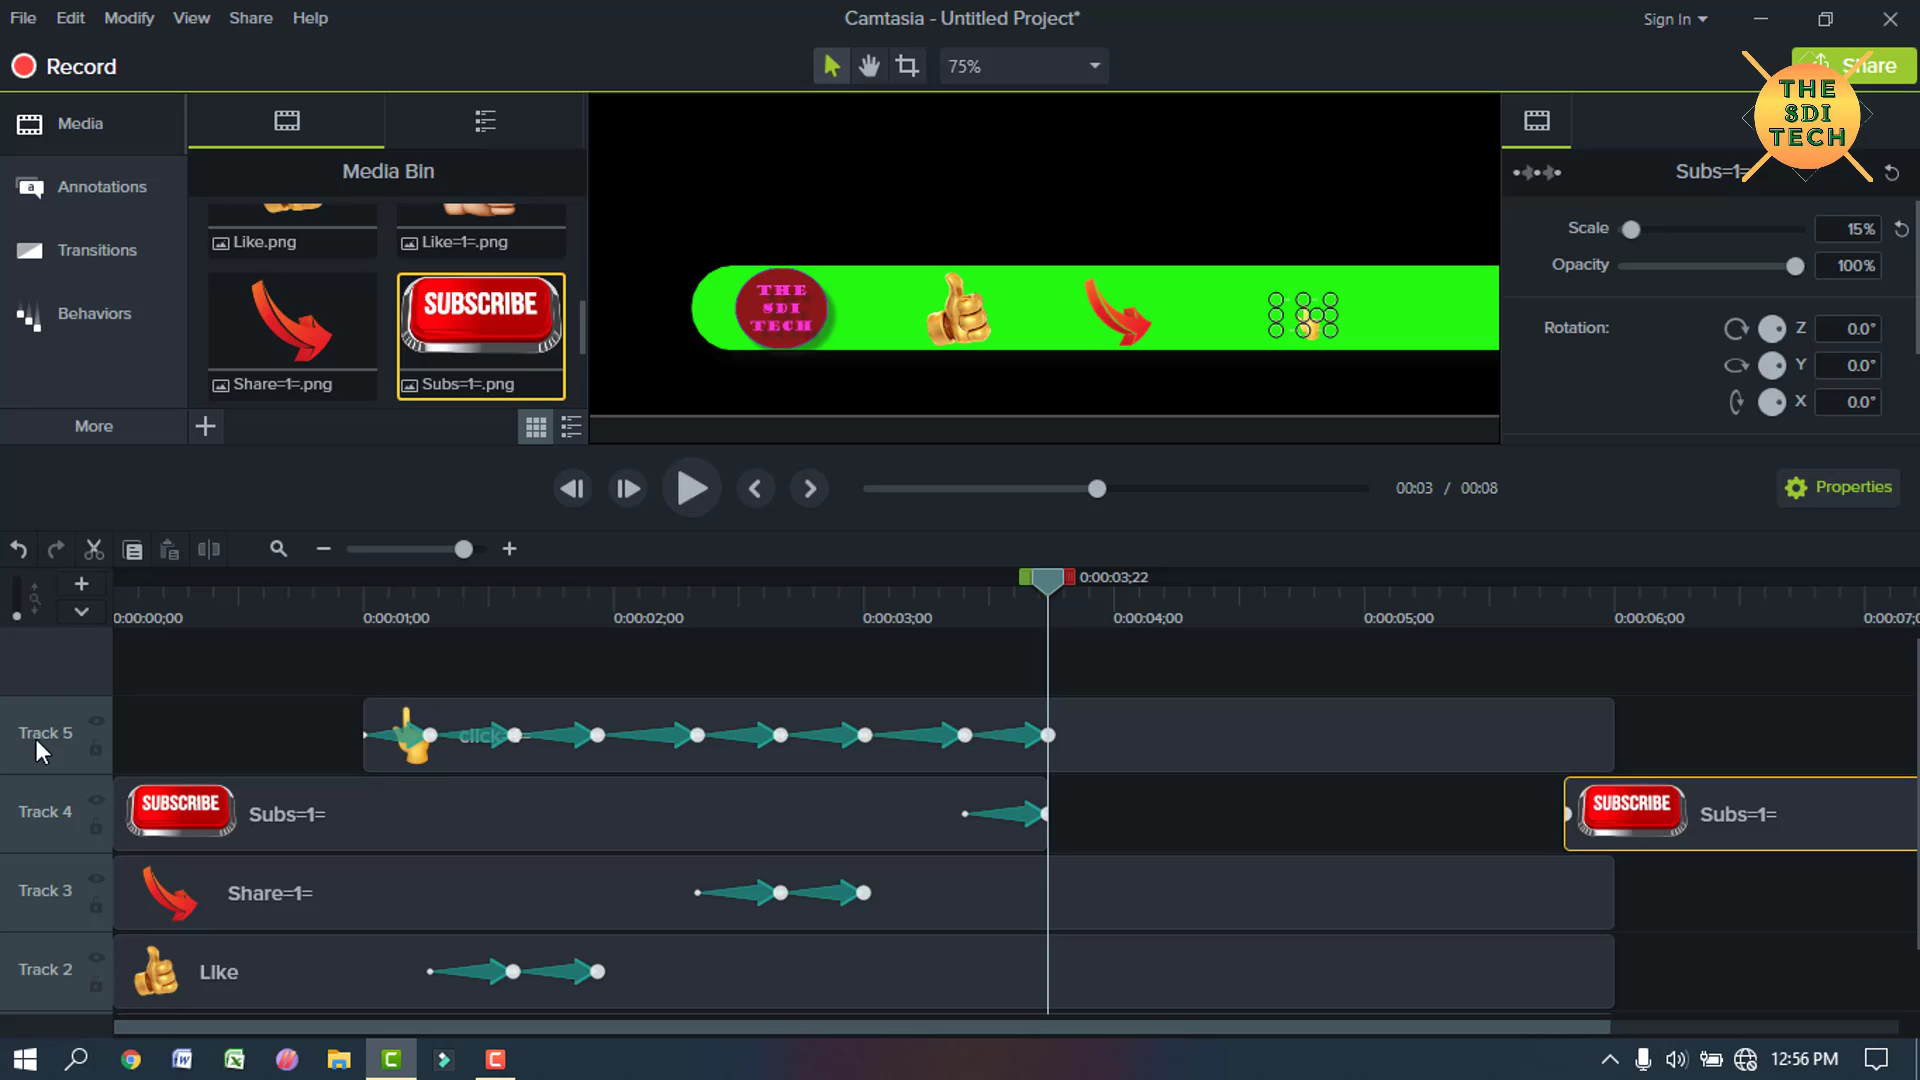 File Edit Modify View Share Help
Camtasia - Untitled Project*
Sign In
Record
75%
Share
THE
SDI
TECH
Media
Annotations
Transitions
Behaviors
More
Media Bin
Like.png
Like=1=.png
SUBSCRIBE
Share=1=.png
Subs=1=.png
THE
SDI
TECH
Subs=1=
Scale 15%
Opacity 100%
Rotation: Z 0.0°
Y 0.0°
X 0.0°
00:03 / 00:08
Properties
0:00:03;22
0:00:00;00 0:00:01;00 0:00:02;00 0:00:03;00 0:00:04;00 0:00:05;00 0:00:06;00 0:00:07;
Track 5
Track 4 SUBSCRIBE Subs=1= SUBSCRIBE Subs=1=
Track 3 Share=1=
Track 2 LIke
12:56 PM